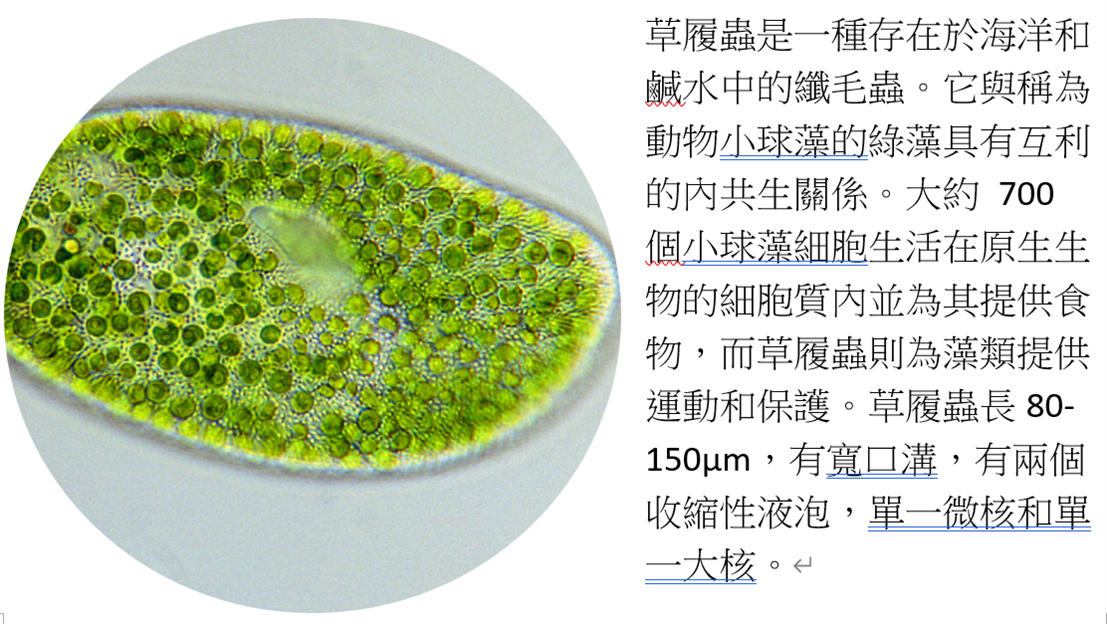 草履蟲是一種存在於海洋和
鹹水中的纖毛蟲。它與稱為
動物小球藻的綠藻具有互利
的內共生關係。大約 700
個小球藻細胞生活在原生生
物的細胞質內並為其提供食
物，而草履蟲則為藻類提供
運動和保護。草履蟲長 80-
150μm，有寬口溝，有兩個
收縮性液泡，單一微核和單
一大核。